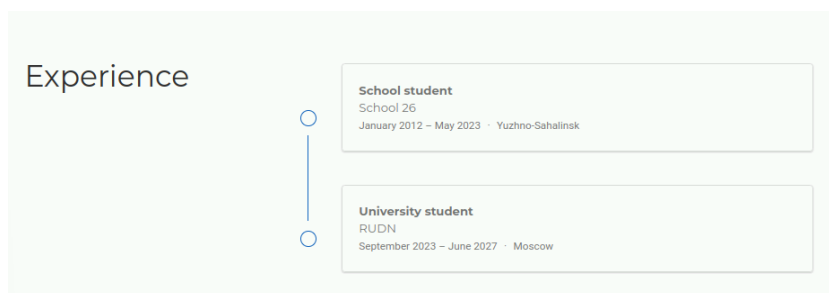 Experience
School student
School 26
January 2012 – May 2023 · Yuzhno-Sahalinsk
University student
RUDN
September 2023 – June 2027 · Moscow